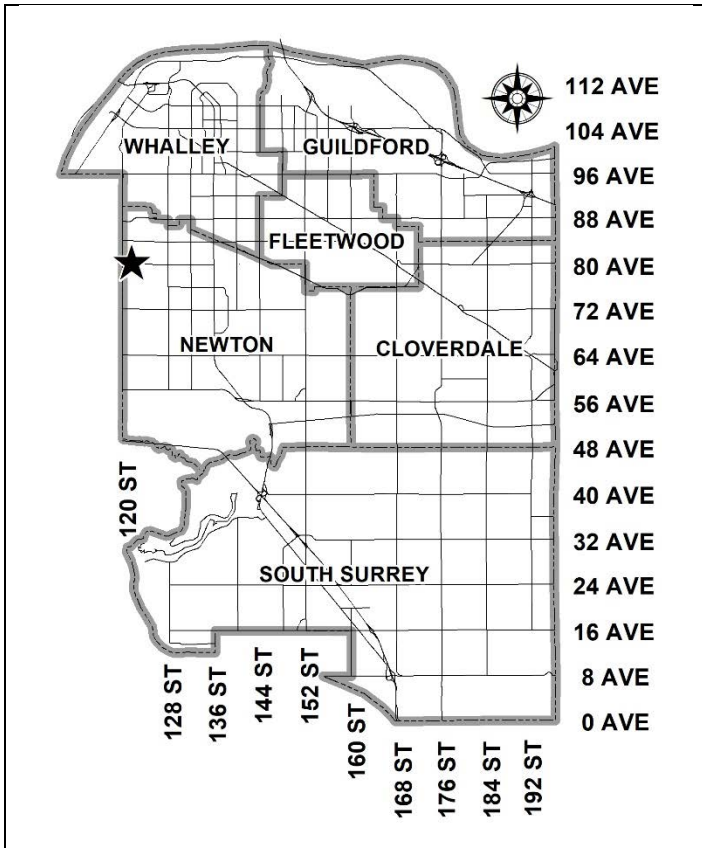 112 AVE
104 AVE
WHALLEY
GUILDFORD
96 AVE
88 AVE
FLEETWOOD
80 AVE
72 AVE
NEWTON
CLOVERDALE
64 AVE
56 AVE
48 AVE
120 ST
40 AVE
32 AVE
SOUTH SURREY
24 AVE
16 AVE
8 AVE
0 AVE
128 ST
136 ST
144 ST
152 ST
160 ST
168 ST
176 ST
184 ST
192 ST